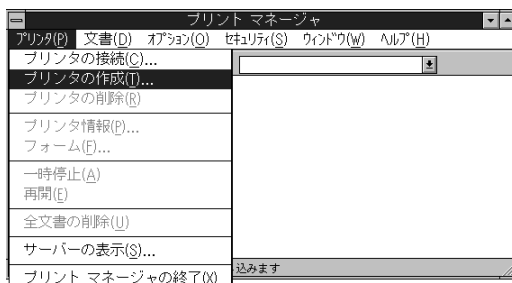 プリント マネージャ
プリンタ(P) 文書(D) オプション(O) セキュリティ(S) ウィンドウ(W) ヘルプ(H)
プリンタの接続(C)...
プリンタの作成(T)...
プリンタの削除(R)
プリンタ情報(P)...
フォーム(F)...
一時停止(A)
再開(E)
全文書の削除(U)
サーバーの表示(S)...
込みます
プリント マネージャの終了(X)